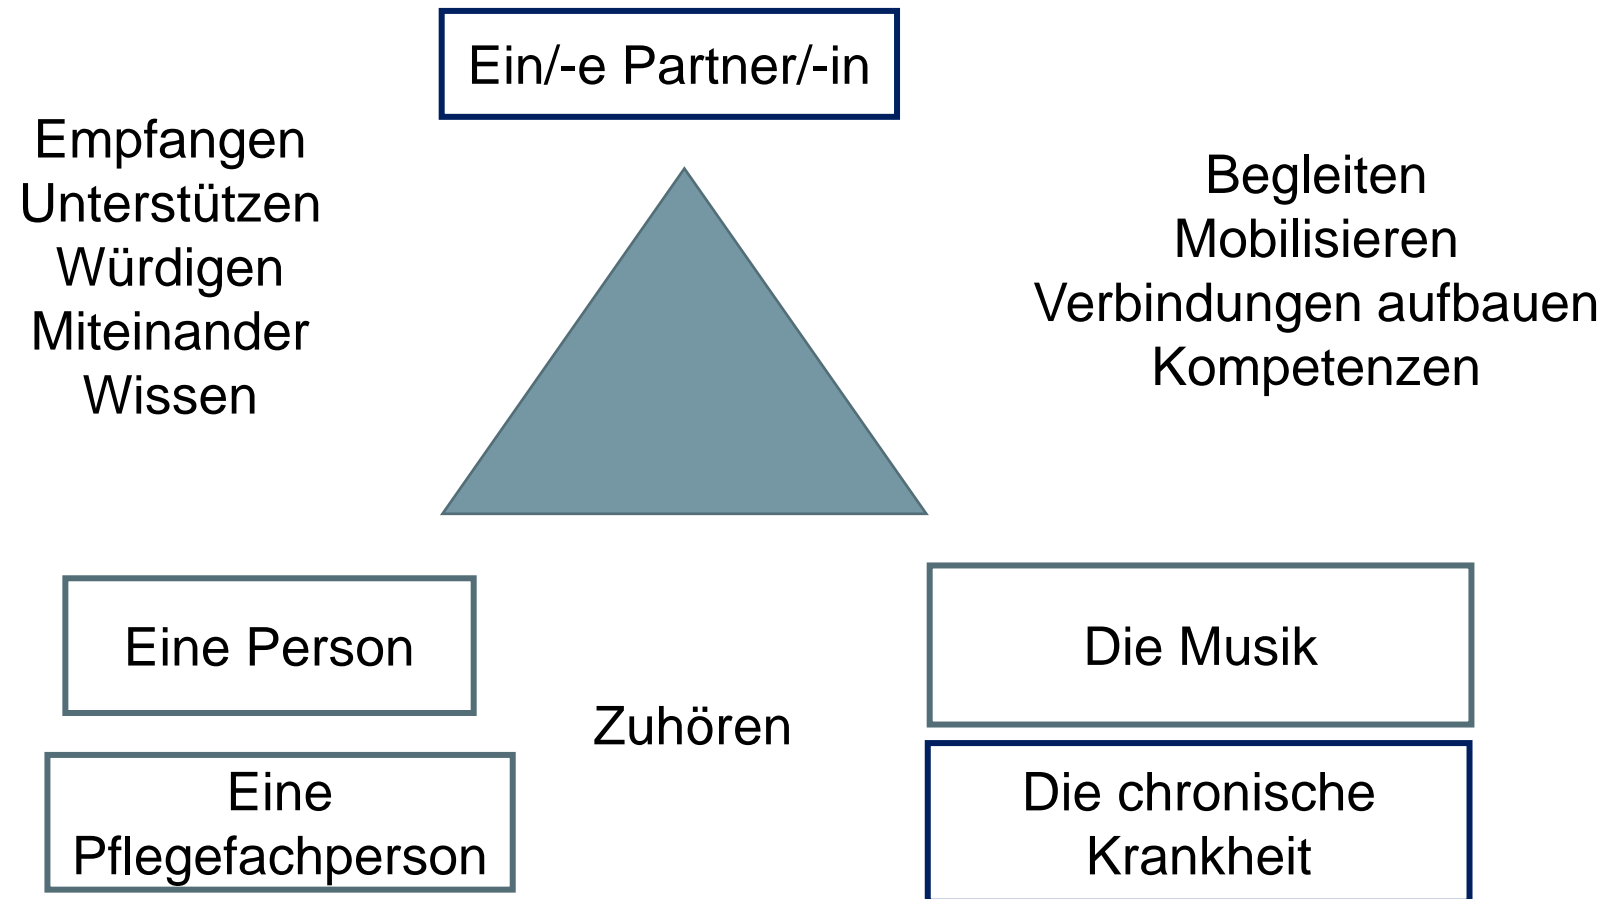 Ein/-e Partner/-in
Empfangen
Unterstützen
Würdigen
Miteinander
Wissen
Begleiten
Mobilisieren
Verbindungen aufbauen
Kompetenzen
Eine Person
Die Musik
Zuhören
Eine
Pflegefachperson
Die chronische
Krankheit